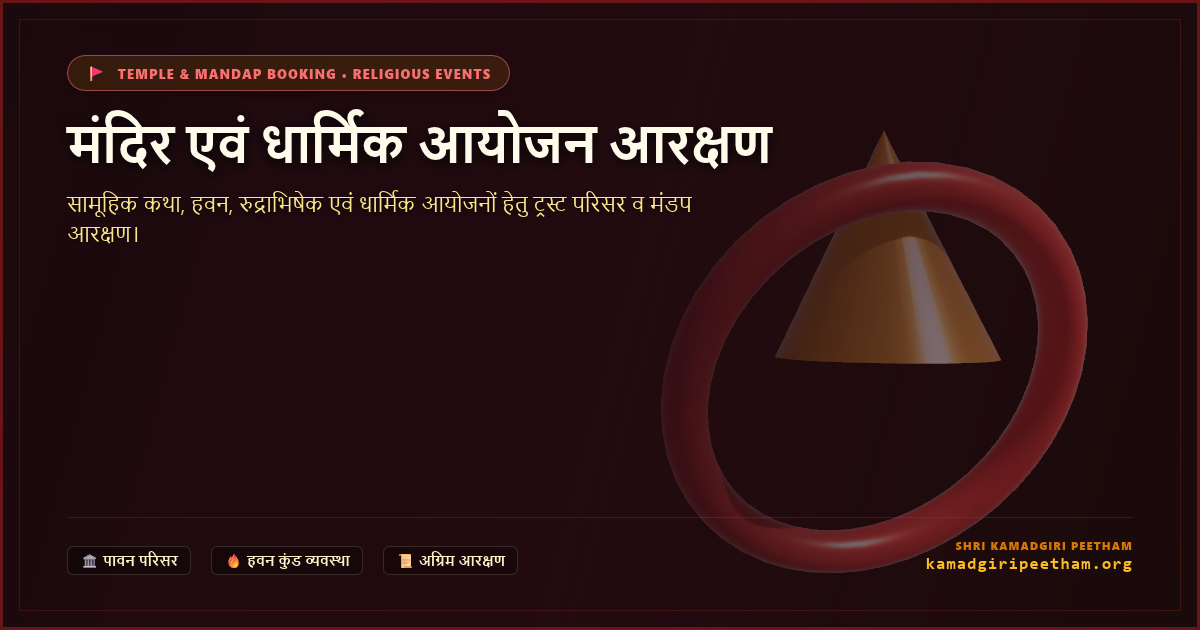 TEMPLE & MANDAP BOOKING • RELIGIOUS EVENTS
मंदिर एवं धार्मिक आयोजन आरक्षण
सामूहिक कथा, हवन, रुद्राभिषेक एवं धार्मिक आयोजनों हेतु ट्रस्ट परिसर व मंडप
आरक्षण।
पावन परिसर
हवन कुंड व्यवस्था
अग्रिम आरक्षण
SHRI KAMADGIRI PEETHAM
kamadgiripeetham.org